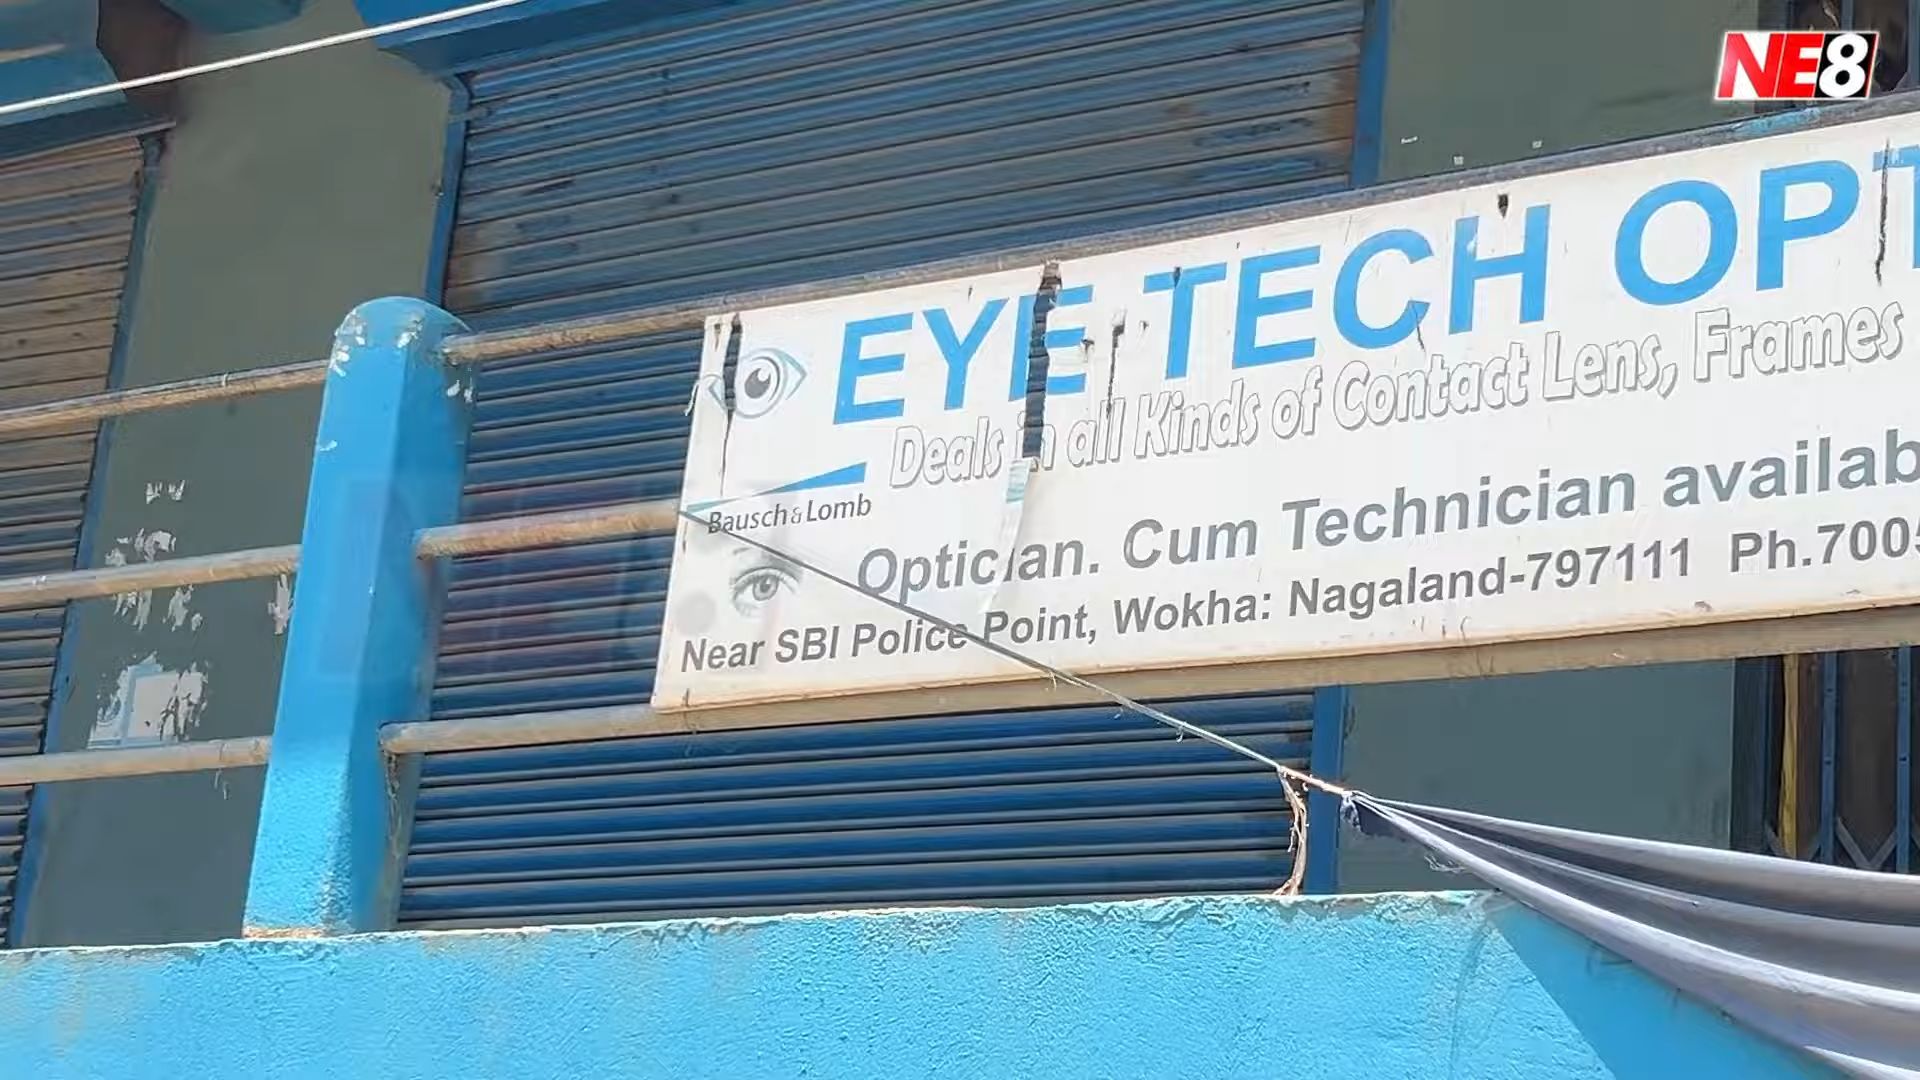 NE8
EYE TECH OPT
Deals in all Kinds of Contact Lens, Frames
Bausch & Lomb
Optician. Cum Technician availab
Near SBI Police Point, Wokha: Nagaland-797111 Ph.7005